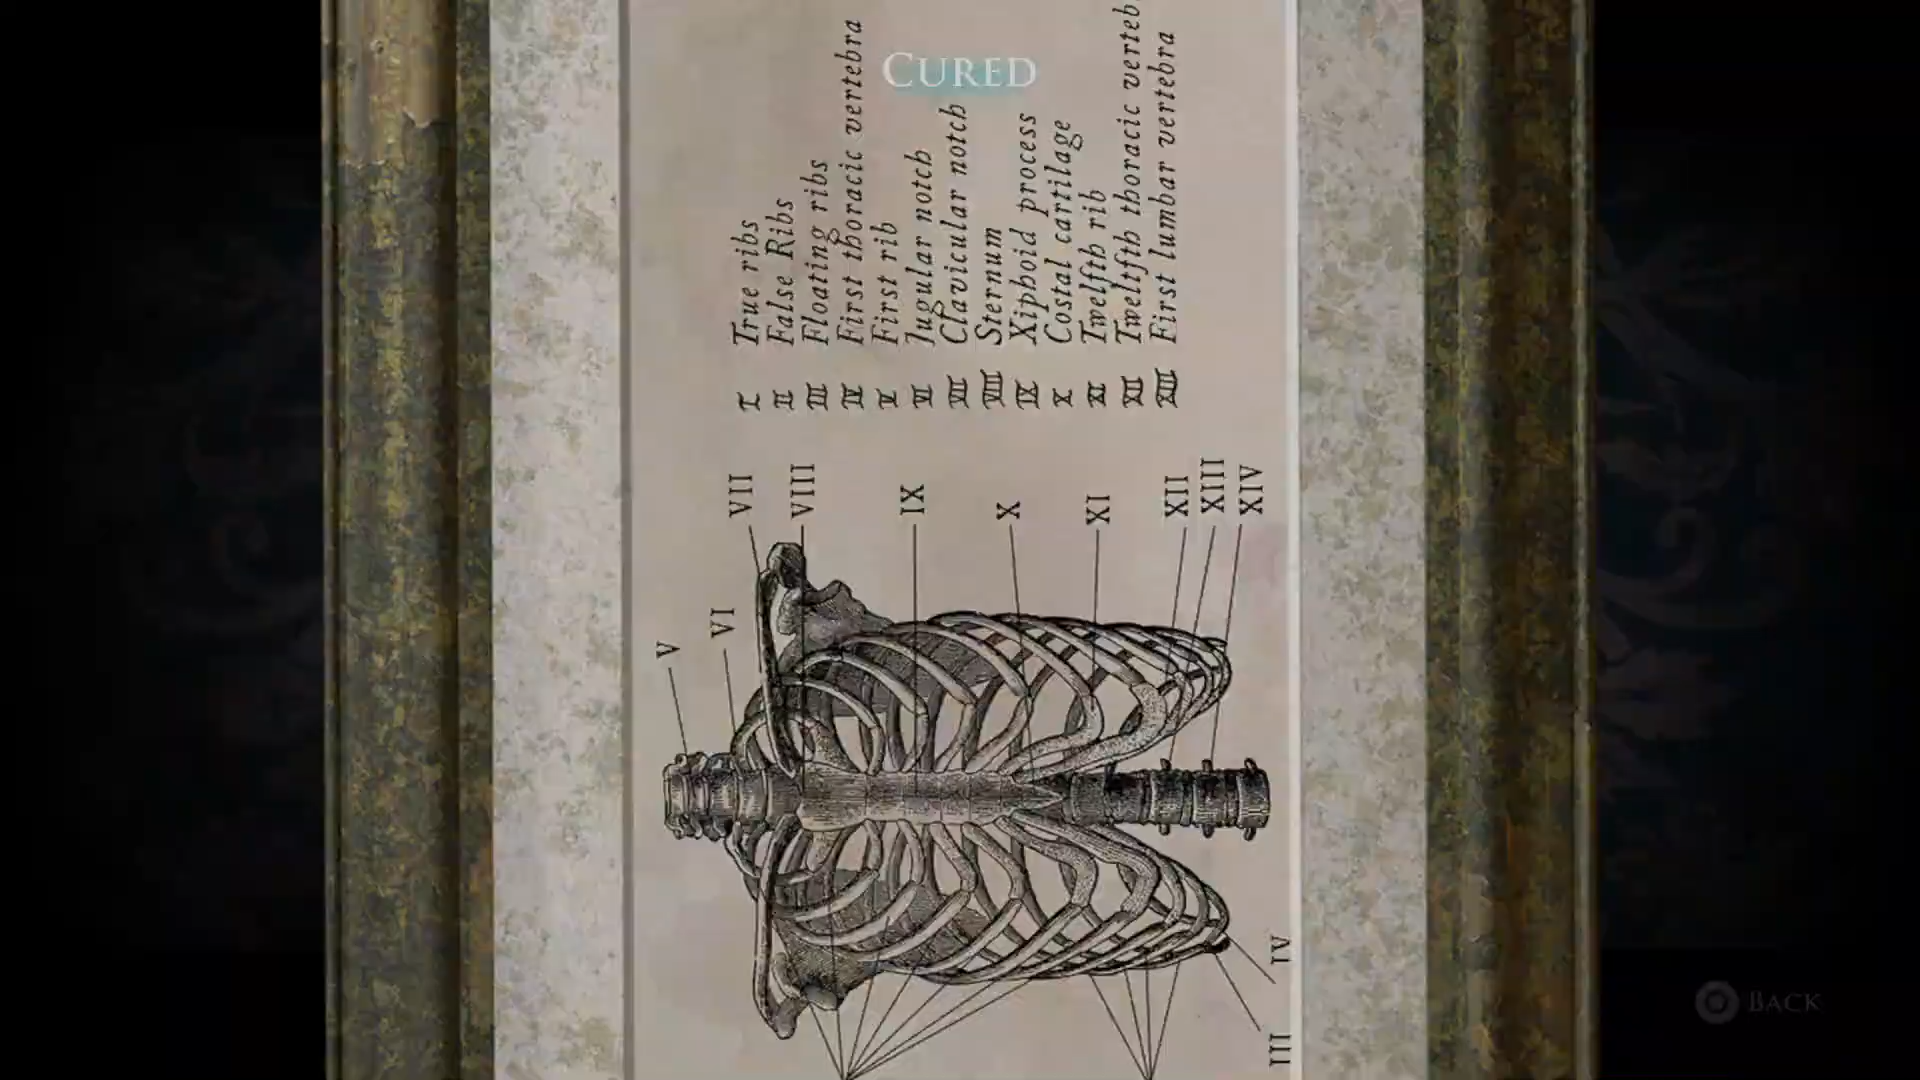 CURED
I True ribs
II False Ribs
III Floating ribs
IV First thoracic vertebra
V First rib
VI Jugular notch
VII Clavicular notch
VIII Sternum
IX Xiphoid process
X Costal cartilage
XI Twelfth rib
XII Tweltfth thoracic verteb
XIII First lumbar vertebra
V
VI
VII
VIII
IX
X
XI
XII
XIII
XIV
III
IV
BACK